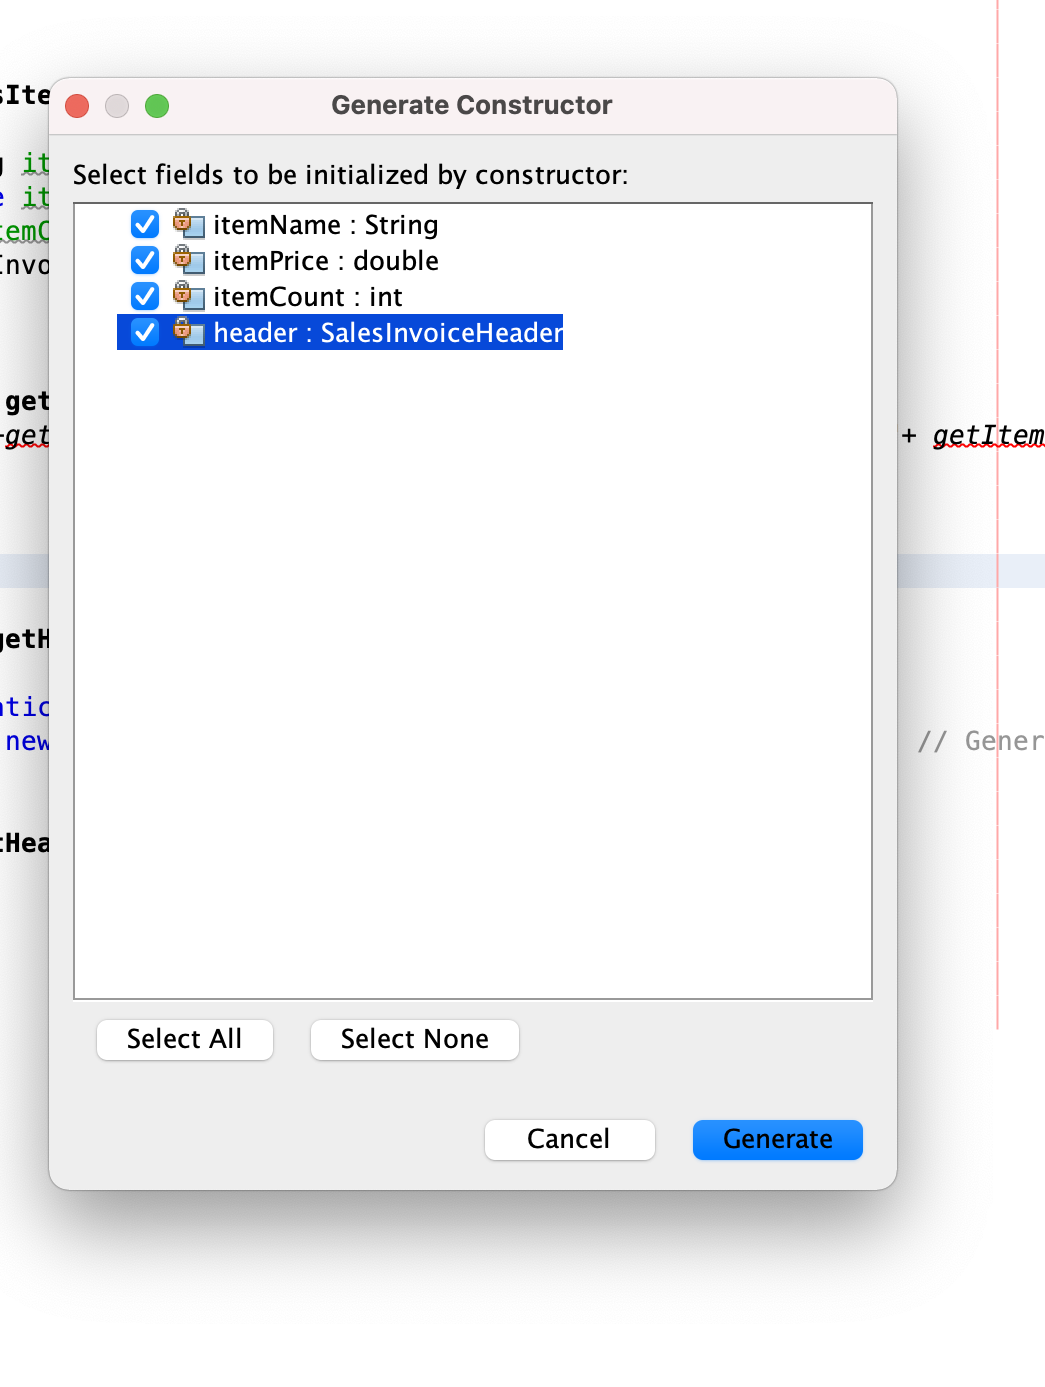 sIte
Generate Constructor
Select fields to be initialized by constructor:
it
itemName : String
e it
itemPrice : double
temC
itemCount : int
Invo
header : SalesInvoiceHeader
get
get + getItem
getH
atic
new // Gener
tHea
Select All Select None
Cancel Generate